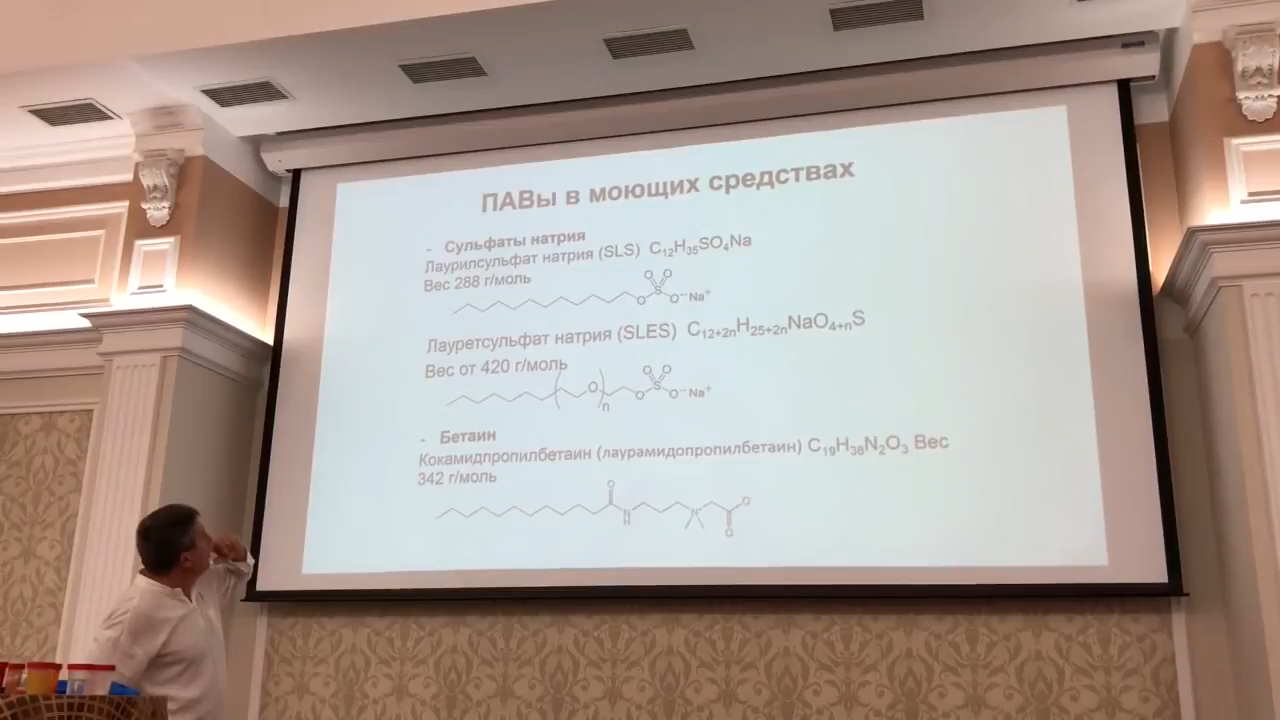 ПАВы в моющих средствах
- Сульфаты натрия
Лаурилсульфат натрия (SLS) C₁₂H₃₅SO₄Na
Вес 288 г/моль
O O
S
O O⁻Na⁺
Лауретсульфат натрия (SLES) C₁₂₊₂ₙH₂₅₊₂ₙNaO₄₊ₙS
Вес от 420 г/моль
O O
O S
O O⁻Na⁺
n
- Бетаин
Кокамидпропилбетаин (лаурамидопропилбетаин) C₁₉H₃₈N₂O₃ Вес
342 г/моль
O
N N⁺ O
H
O